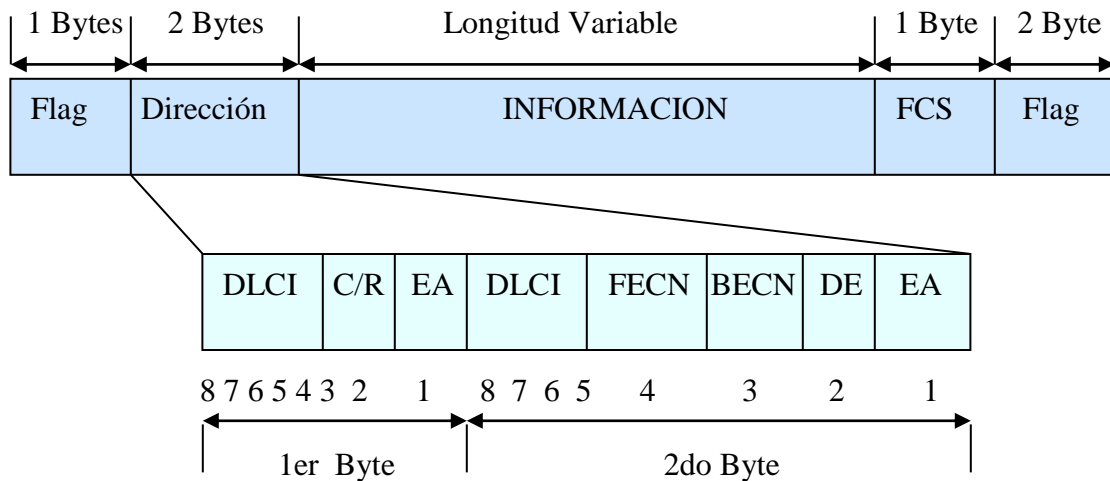 1 Bytes 2 Bytes Longitud Variable 1 Byte 2 Byte
Flag Dirección INFORMACION FCS Flag
DLCI C/R EA DLCI FECN BECN DE EA
8 7 6 5 4 3 2 1 8 7 6 5 4 3 2 1
1er Byte 2do Byte